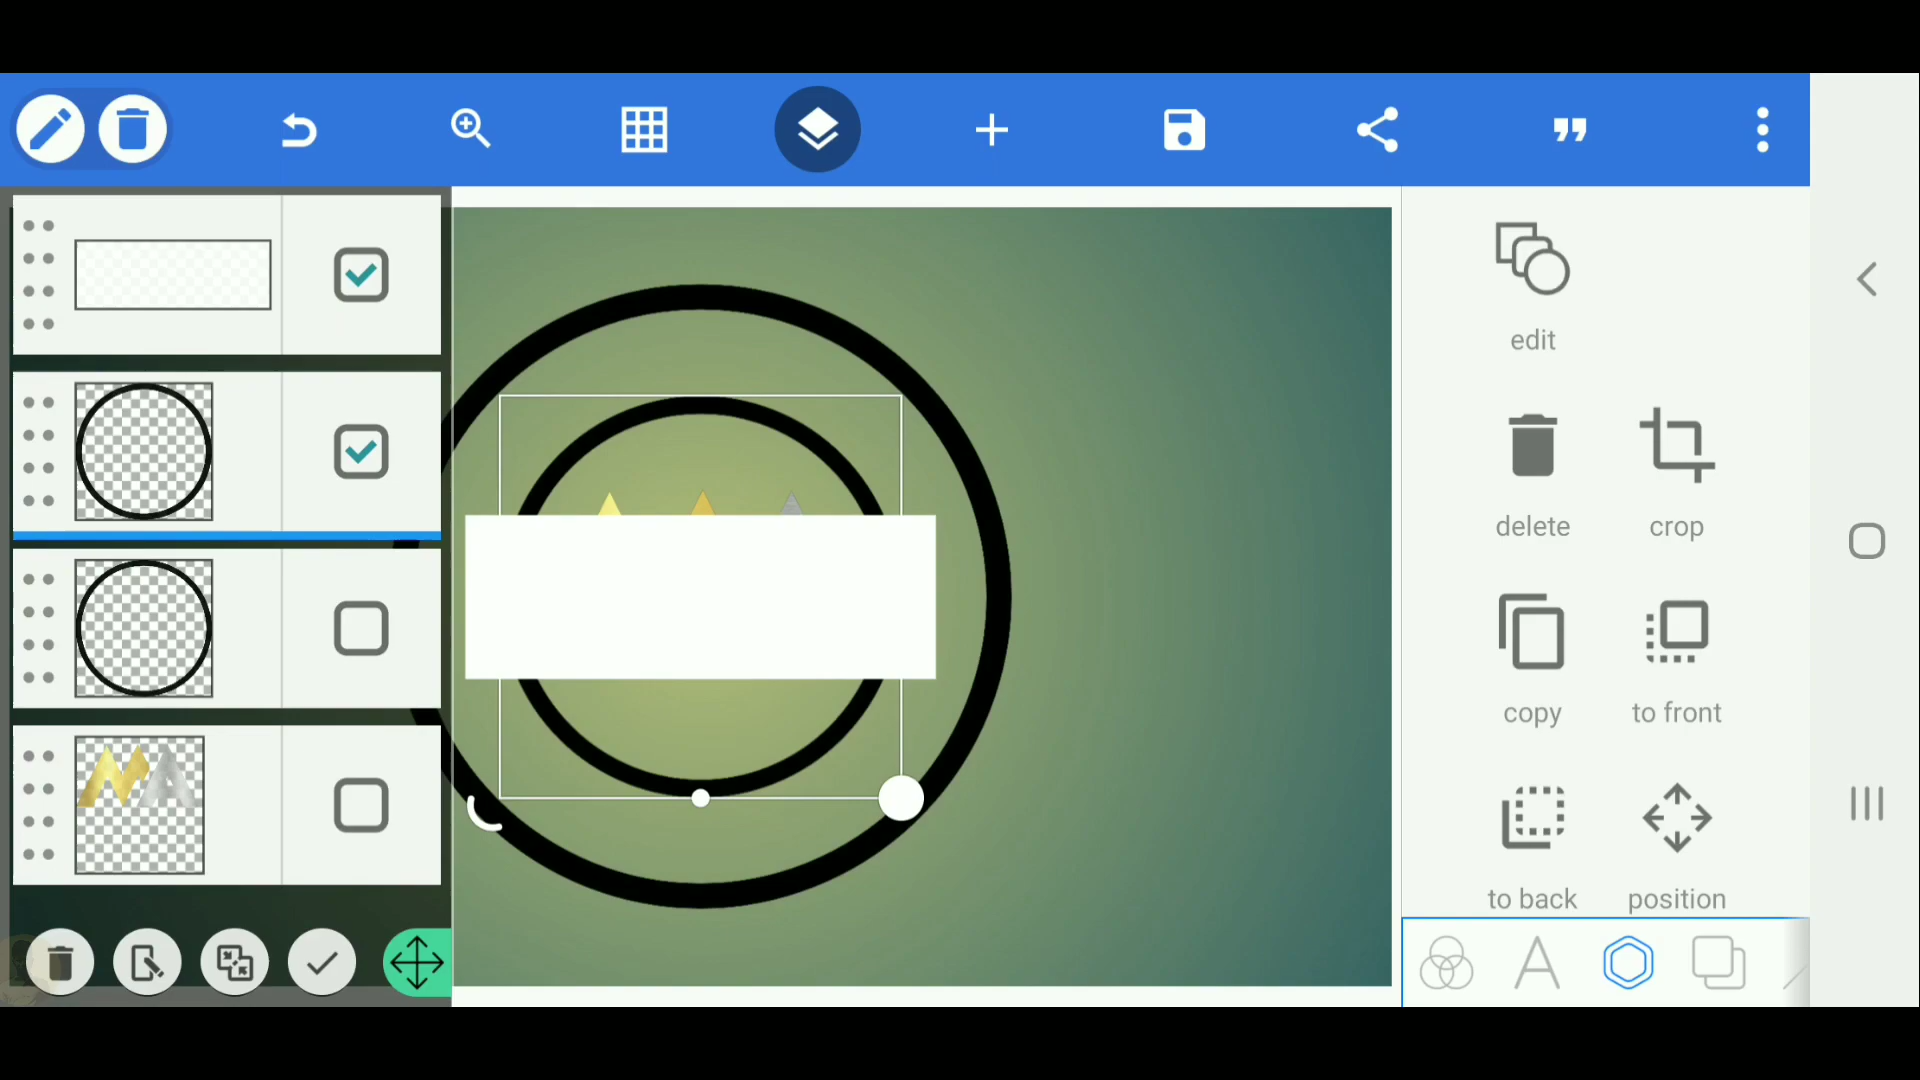 edit
delete
crop
copy
to front
to back
position